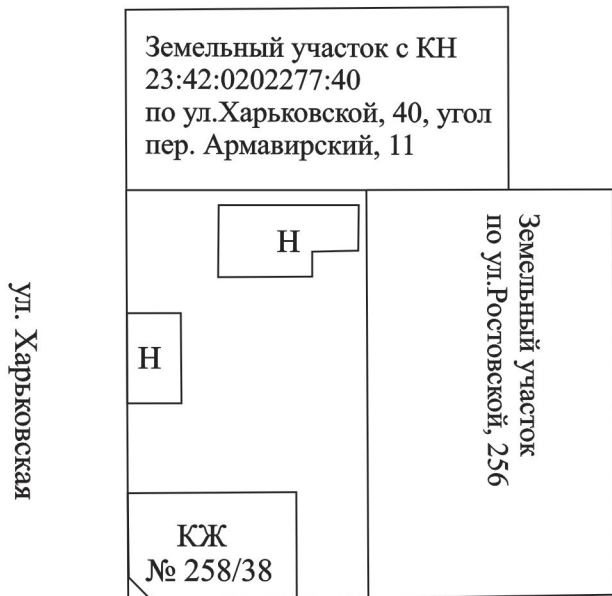 Земельный участок с КН
23:42:0202277:40
по ул.Харьковской, 40, угол
пер. Армавирский, 11
Н
Н
КЖ
№ 258/38
ул. Харьковская
Земельный участок
по ул.Ростовской, 256